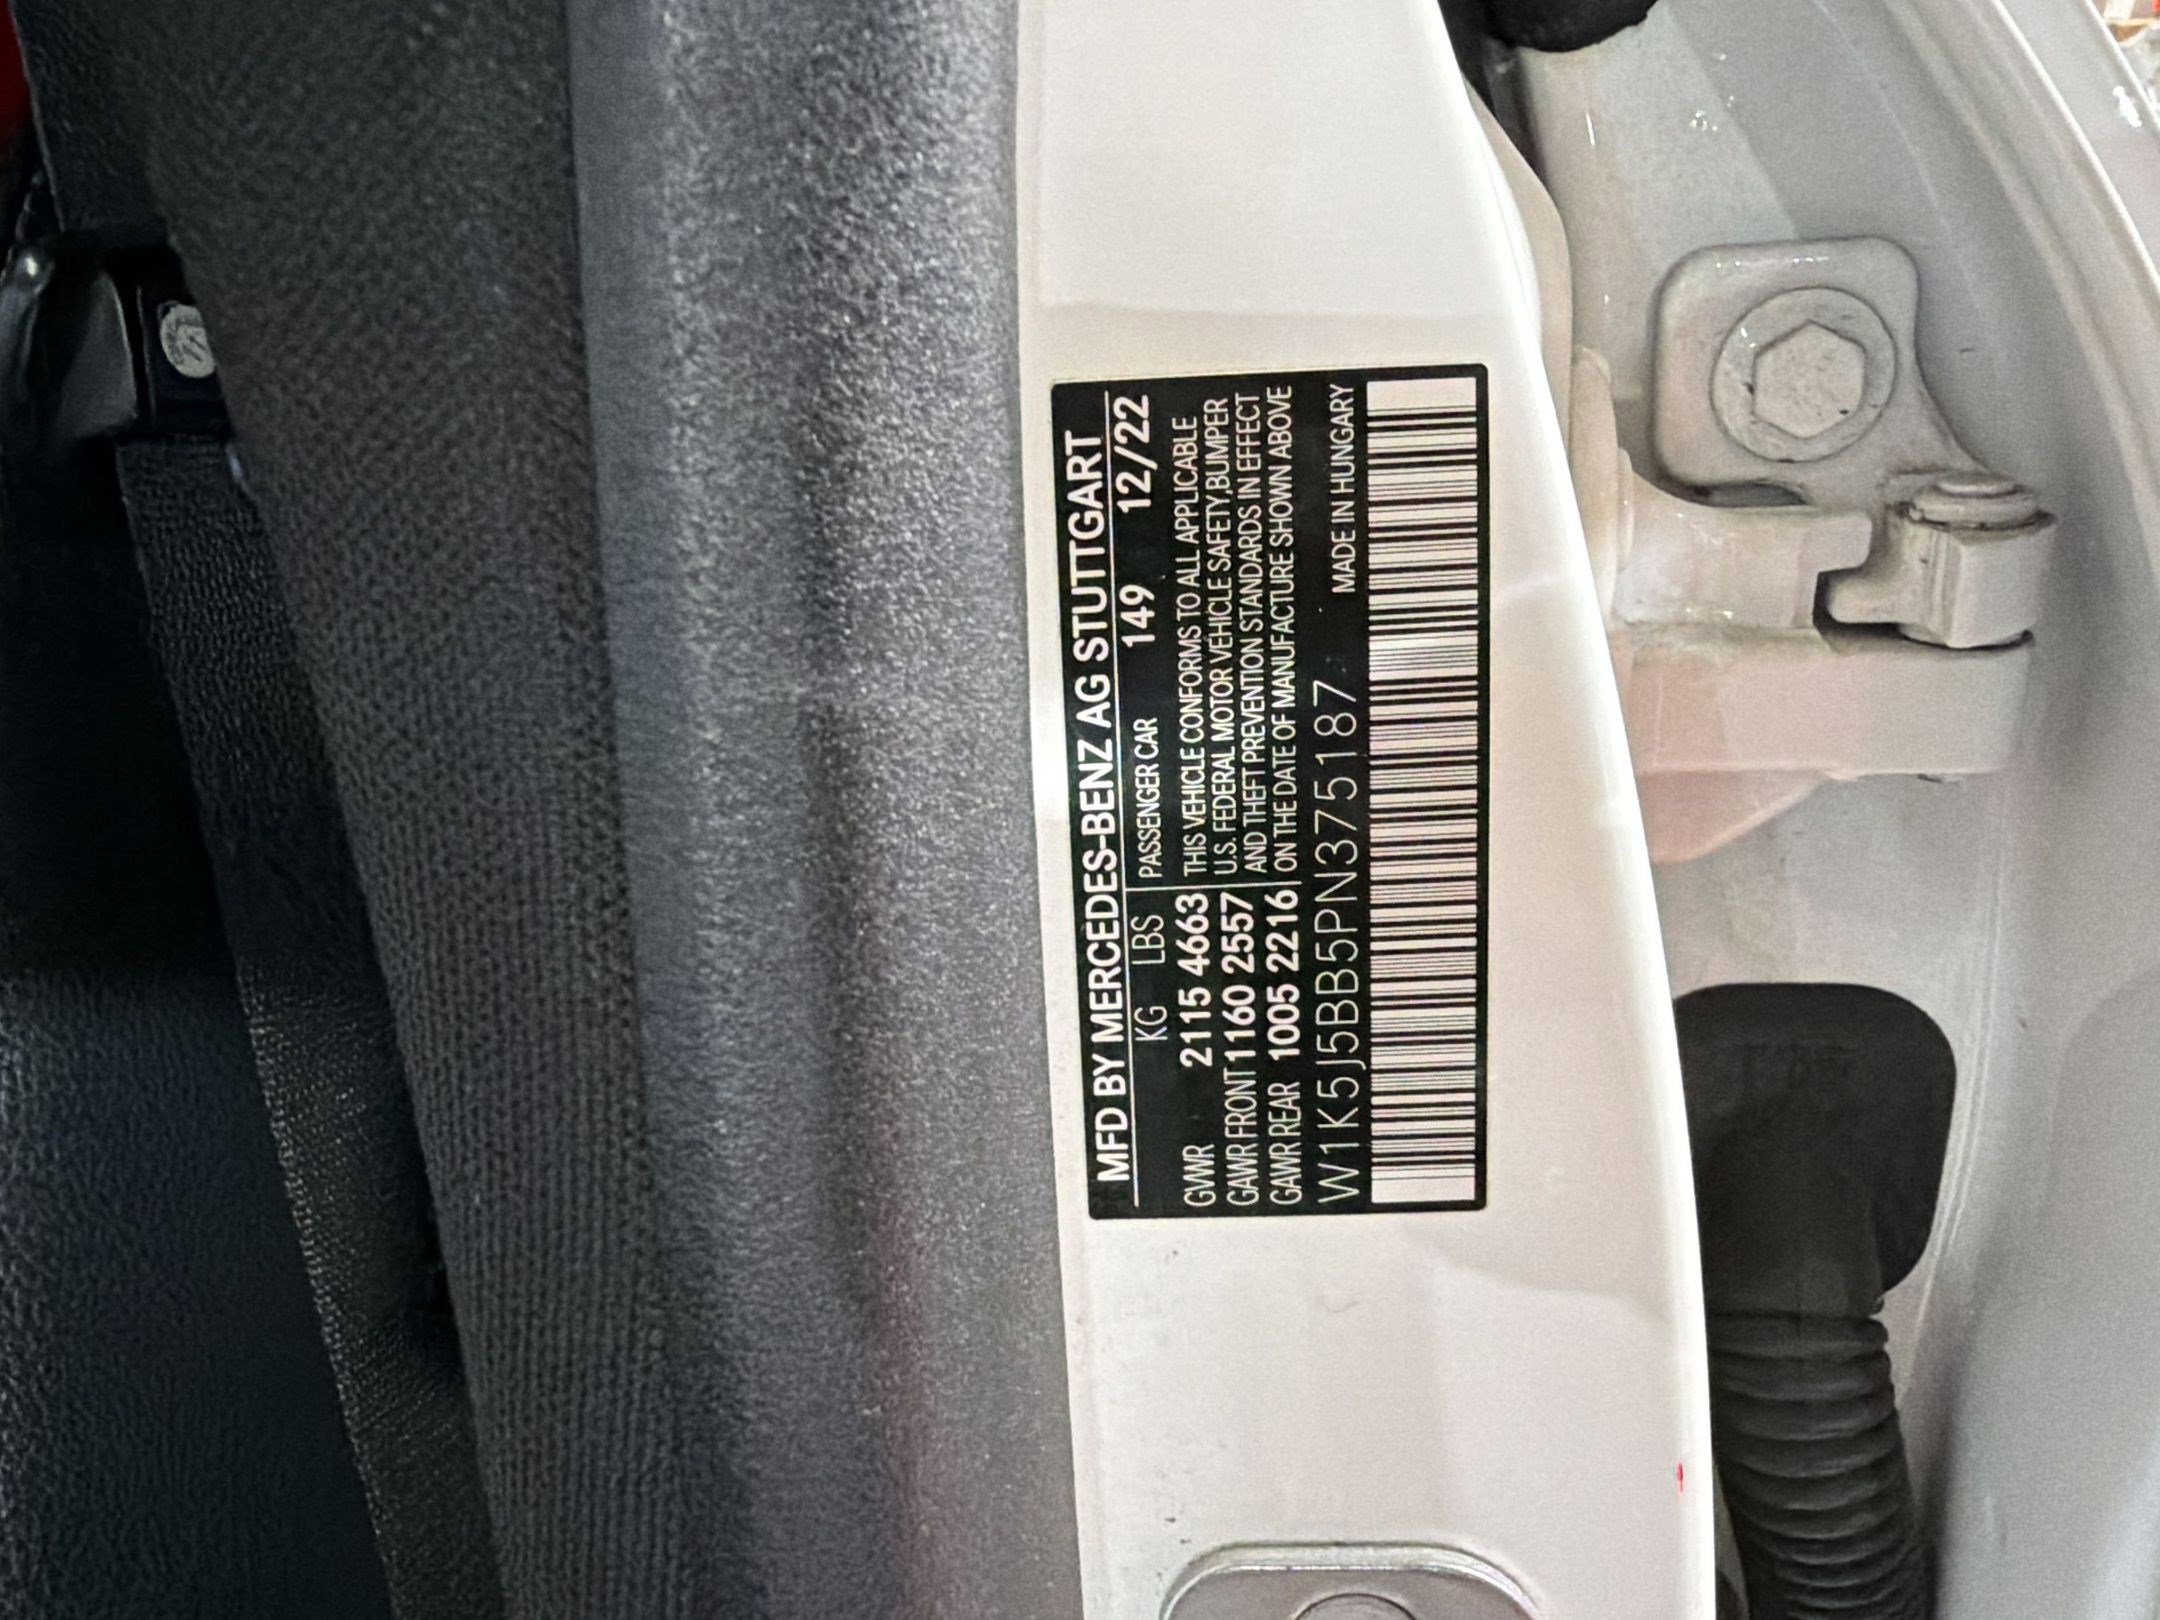 MFD BY MERCEDES-BENZ AG STUTTGART
KG LBS PASSENGER CAR 149 12/22
GVWR 2115 4663 THIS VEHICLE CONFORMS TO ALL APPLICABLE
GAWR FRONT 1160 2557 U.S. FEDERAL MOTOR VEHICLE SAFETY,BUMPER
AND THEFT PREVENTION STANDARDS IN EFFECT
GAWR REAR 1005 2216 ON THE DATE OF MANUFACTURE SHOWN ABOVE
W1K5J5BB5PN375187 MADE IN HUNGARY